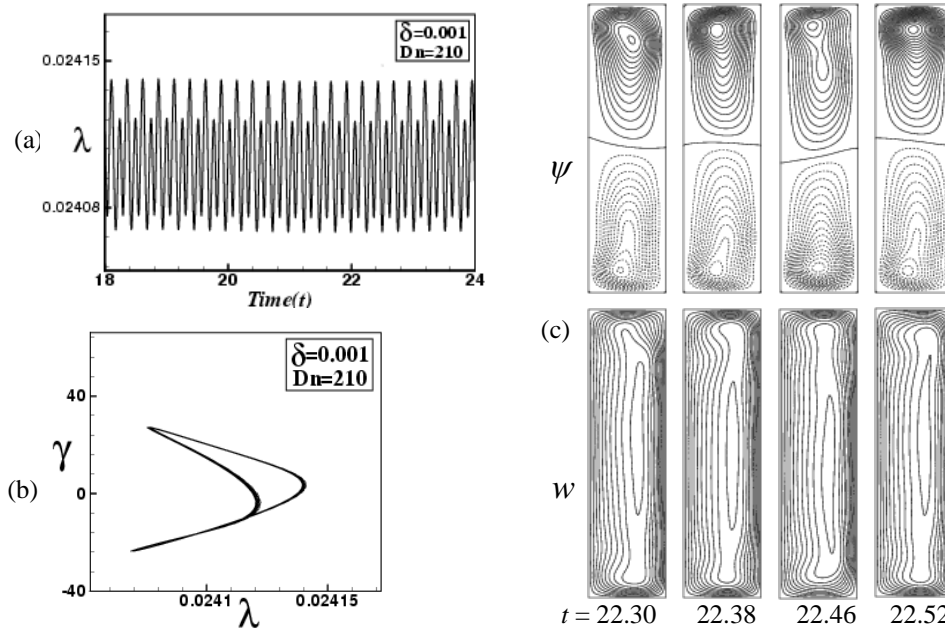 (a)
λ
0.02415
0.02408
δ=0.001
Dn=210
18 20 22 24
Time(t)
(b)
γ
40
0
-40
δ=0.001
Dn=210
0.0241 0.02415
λ
(c)
ψ
w
t = 22.30 22.38 22.46 22.52